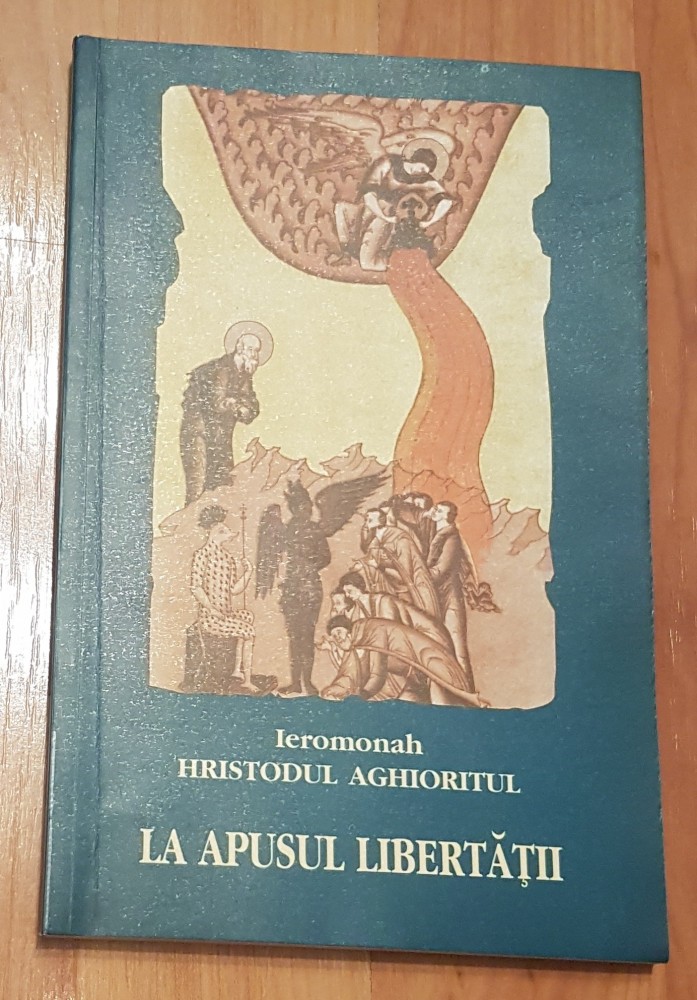 Ieromonah
HRISTODUL AGHIORITUL
LA APUSUL LIBERTĂŢII